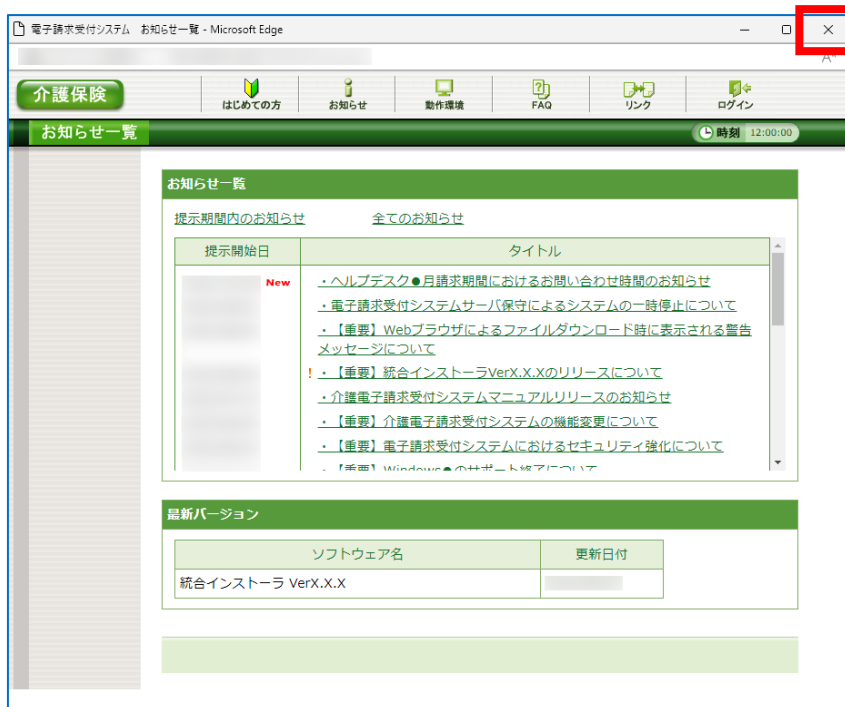 電子請求受付システム お知らせ一覧 - Microsoft Edge
介護保険
はじめての方 お知らせ 動作環境 FAQ リンク ログイン
お知らせ一覧
時刻 12:00:00
お知らせ一覧
提示期間内のお知らせ 全てのお知らせ
提示開始日 タイトル
New ・ヘルプデスク●月請求期間におけるお問い合わせ時間のお知らせ
・電子請求受付システムサーバ保守によるシステムの一時停止について
・【重要】Webブラウザによるファイルダウンロード時に表示される警告
メッセージについて
!・【重要】統合インストーラVerX.X.Xのリリースについて
・介護電子請求受付システムマニュアルリリースのお知らせ
・【重要】介護電子請求受付システムの機能変更について
・【重要】電子請求受付システムにおけるセキュリティ強化について
・【重要】Windows●のサポート終了について
最新バージョン
ソフトウェア名 更新日付
統合インストーラ VerX.X.X